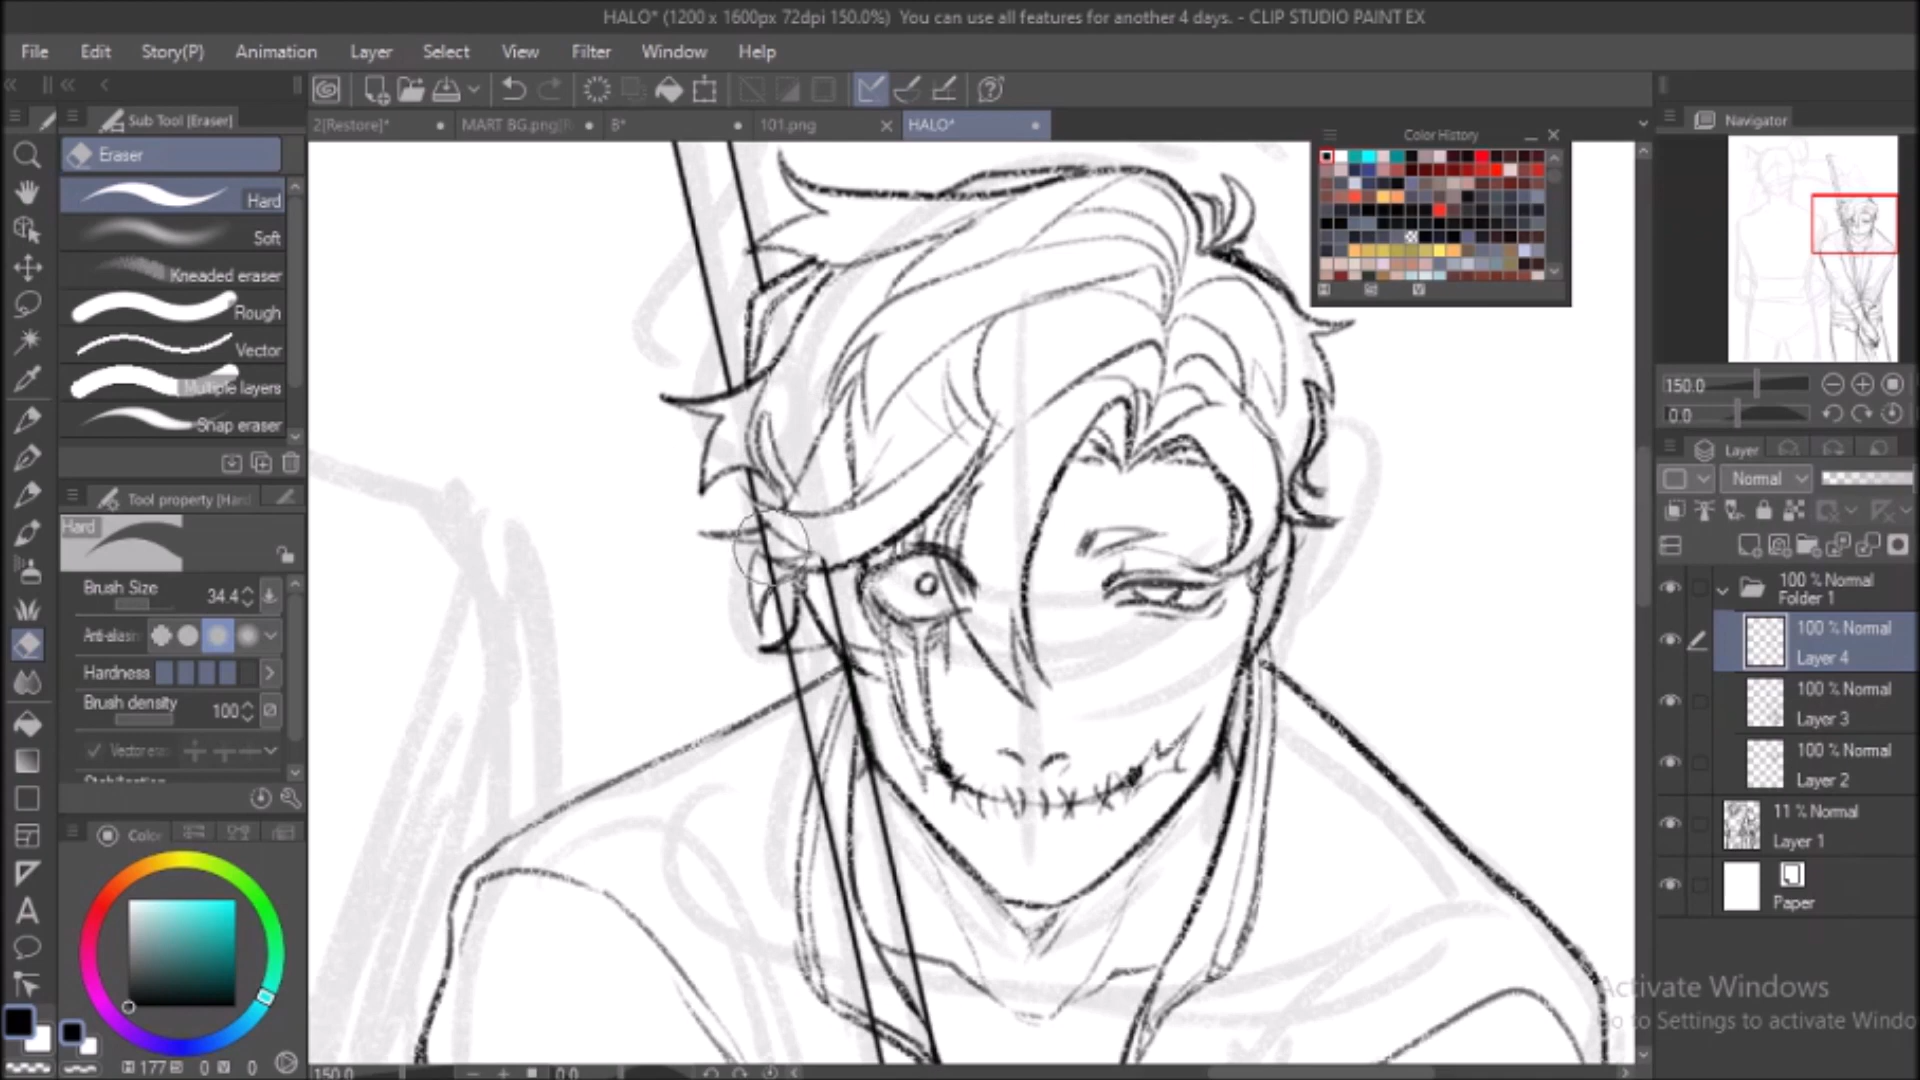 HALO* (1200 x 1600px 72dpi 150.0%) You can use all features for another 4 days. - CLIP STUDIO PAINT EX
File Edit Story(P) Animation Layer Select View Filter Window Help
Sub Tool [Eraser]
2[Restore]* MART BG.png[R B* 101.png HALO*
Color History
Navigator
Eraser
Hard
Soft
Kneaded eraser
Rough
Vector
Multiple layers
Snap eraser
150.0
0.0
Layer
Normal
Tool property [Hard
Hard
Brush Size 34.4
Anti-alasin
Hardness
Brush density 100
Vector eras
Color
177 0 0
100 % Normal
Folder 1
100 % Normal
Layer 4
100 % Normal
Layer 3
100 % Normal
Layer 2
11 % Normal
Layer 1
Paper
Activate Windows
Go to Settings to activate Windo
150.0 0.0